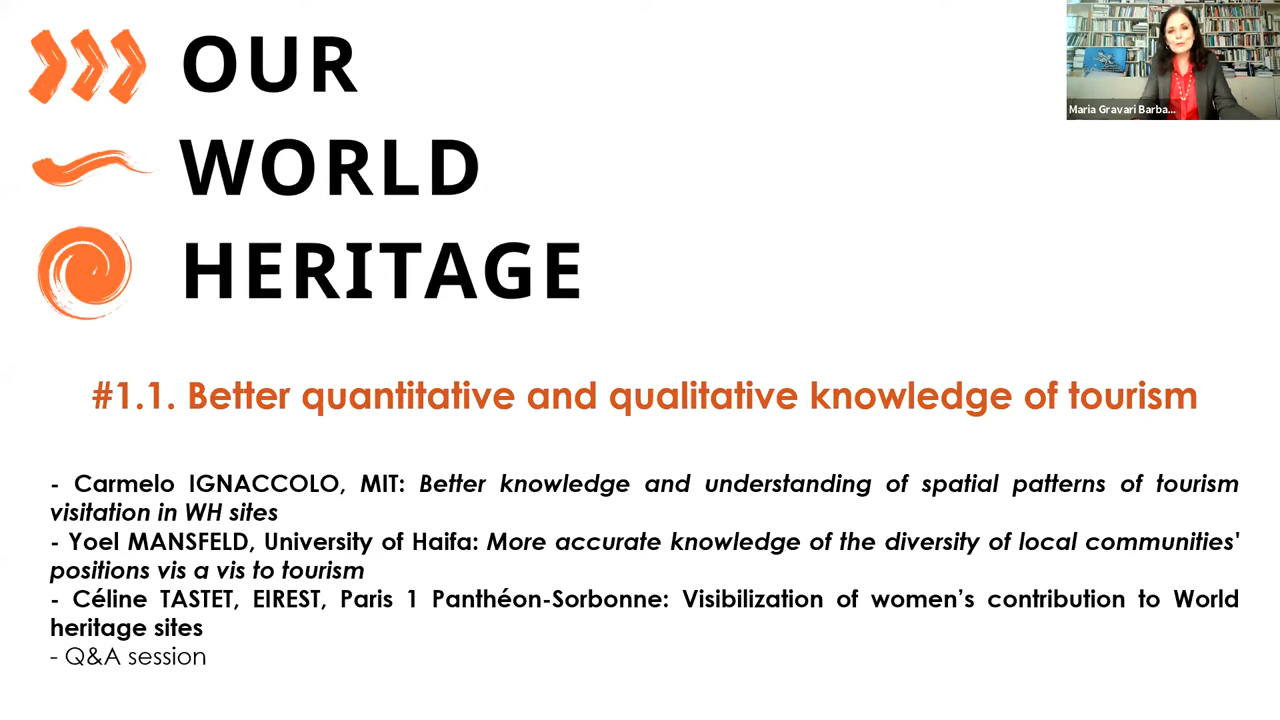 OUR
WORLD
HERITAGE
Maria Gravari Barba...
#1.1. Better quantitative and qualitative knowledge of tourism
- Carmelo IGNACCOLO, MIT: Better knowledge and understanding of spatial patterns of tourism
visitation in WH sites
- Yoel MANSFELD, University of Haifa: More accurate knowledge of the diversity of local communities'
positions vis a vis to tourism
- Céline TASTET, EIREST, Paris 1 Panthéon-Sorbonne: Visibilization of women’s contribution to World
heritage sites
- Q&A session